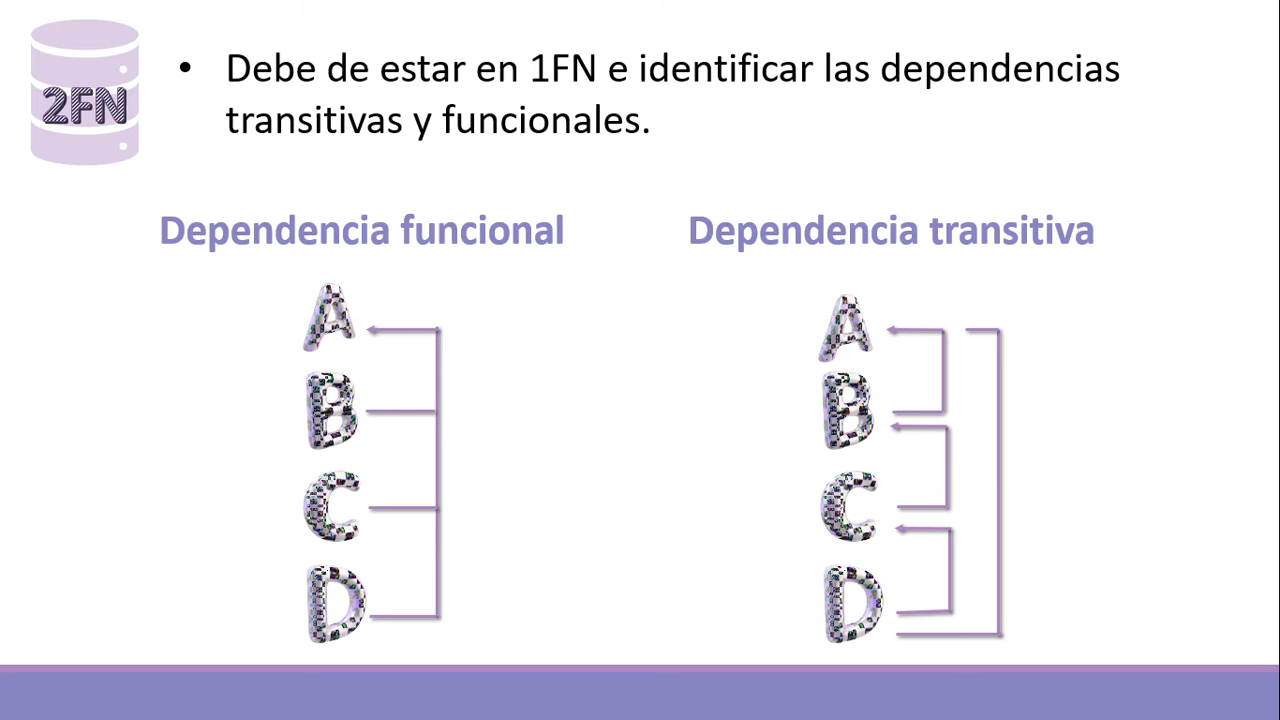 2FN
• Debe de estar en 1FN e identificar las dependencias
transitivas y funcionales.
Dependencia funcional
Dependencia transitiva
A
B
C
D
A
B
C
D